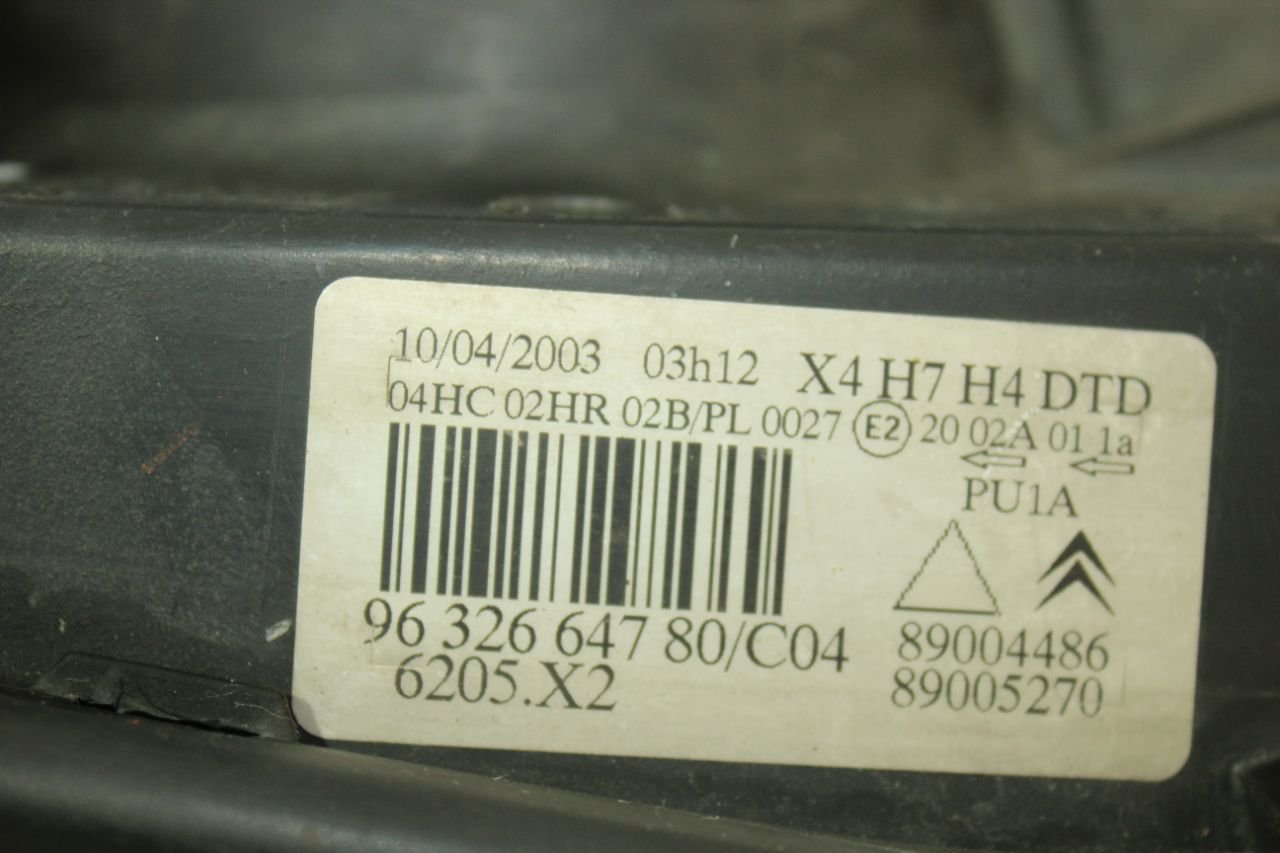 10/04/2003 03h12 X4 H7 H4 DTD
04HC 02HR 02B/PL 0027 E2 20 02A 01 1a
PU1A
96 326 647 80/C04
6205.X2
89004486
89005270